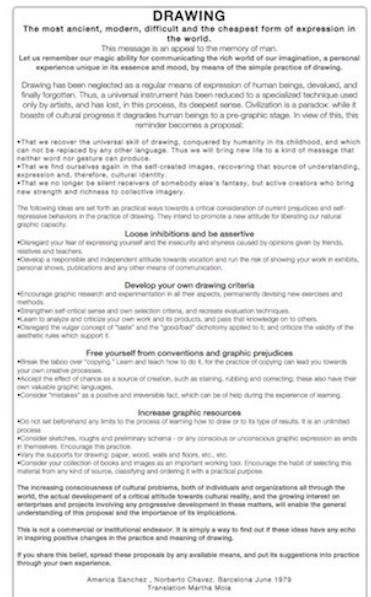 DRAWING
The most ancient, modern, difficult and the cheapest form of expression in
the world.
This message is an appeal to the memory of man.
Let us remember our magic ability for communicating the rich world of our imagination, a personal
experience unique in its essence and mood, by means of the simple practice of drawing.
Drawing has been neglected as a regular means of expression of human beings, devalued, and
finally forgotten. Thus, a universal instrument has been reduced to a specialized technique used
only by artists, and has lost, in this process, its deepest sense. Civilization is a paradox: while it
boasts of cultural progress it degrades human beings to a pre-graphic stage. In view of this, this
reminder becomes a proposal:
•That we recover the universal skill of drawing, conquered by humanity in its childhood, and which
can not be replaced by any other language. Thus we will bring new life to a kind of message that
neither word nor gesture can produce.
•That we find ourselves again in the self-created images, recovering that source of understanding,
expression and, therefore, cultural identity.
•That we no longer be silent receivers of somebody else's fantasy, but active creators who bring
new strength and richness to collective imagery.
The following ideas are set forth as practical ways towards a critical consideration of current prejudices and self-
repressive behaviors in the practice of drawing. They intend to promote a new attitude for liberating our natural
graphic capacity.
Loose inhibitions and be assertive
•Disregard your fear of expressing yourself and the insecurity and shyness caused by opinions given by friends,
relatives and teachers.
•Develop a responsible and independent attitude towards vocation and run the risk of showing your work in exhibits,
personal shows, publications and any other means of communication.
Develop your own drawing criteria
•Encourage graphic research and experimentation in all their aspects, permanently devising new exercises and
methods.
•Strengthen self-critical sense and own selection criteria, and recreate evaluation techniques.
•Learn to analyze and criticize your own work and its products, and pass that knowledge on to others.
•Disregard the vulgar concept of "taste" and the "good/bad" dichotomy applied to it; and criticize the validity of the
aesthetic rules which support it.
Free yourself from conventions and graphic prejudices
•Break the taboo over "copying." Learn and teach how to do it, for the practice of copying can lead you towards
your own creative processes.
•Accept the effect of chance as a source of creation, such as staining, rubbing and correcting; these also have their
own valuable graphic languages.
•Consider "mistakes" as a positive and irreversible fact, which can be of help during the experience of learning.
Increase graphic resources
•Do not set beforehand any limits to the process of learning how to draw or to its type of results. It is an unlimited
process
•Consider sketches, roughs and preliminary schema - or any conscious or unconscious graphic expression as ends
in themselves. Encourage this practice.
•Vary the supports for drawing: paper, wood, walls and floors, etc., etc.
•Consider your collection of books and images as an important working tool. Encourage the habit of selecting this
material from any kind of source, classifying and ordering it with a practical purpose.
The increasing consciousness of cultural problems, both of individuals and organizations all through the
world, the actual development of a critical attitude towards cultural reality, and the growing interest on
enterprises and projects involving any progressive development in these matters, will enable the general
understanding of this proposal and the importance of its implications.
This is not a commercial or institutional endeavor. It is simply a way to find out if these ideas have any echo
in inspiring positive changes in the practice and meaning of drawing.
If you share this belief, spread these proposals by any available means, and put its suggestions into practice
through your own experience.
America Sanchez , Norberto Chavez. Barcelona June 1979
Translation Martha Moia